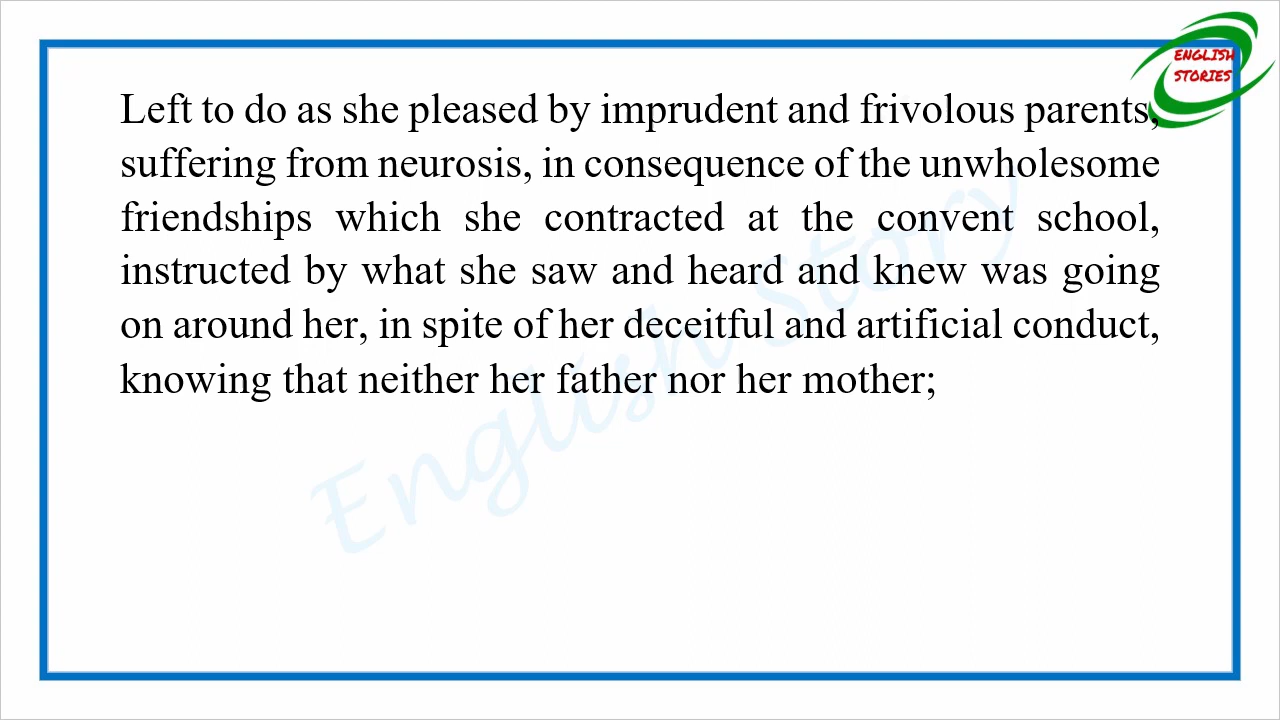 ENGLISH
STORIES
Left to do as she pleased by imprudent and frivolous parents,
suffering from neurosis, in consequence of the unwholesome
friendships which she contracted at the convent school,
instructed by what she saw and heard and knew was going
on around her, in spite of her deceitful and artificial conduct,
knowing that neither her father nor her mother;
English Story